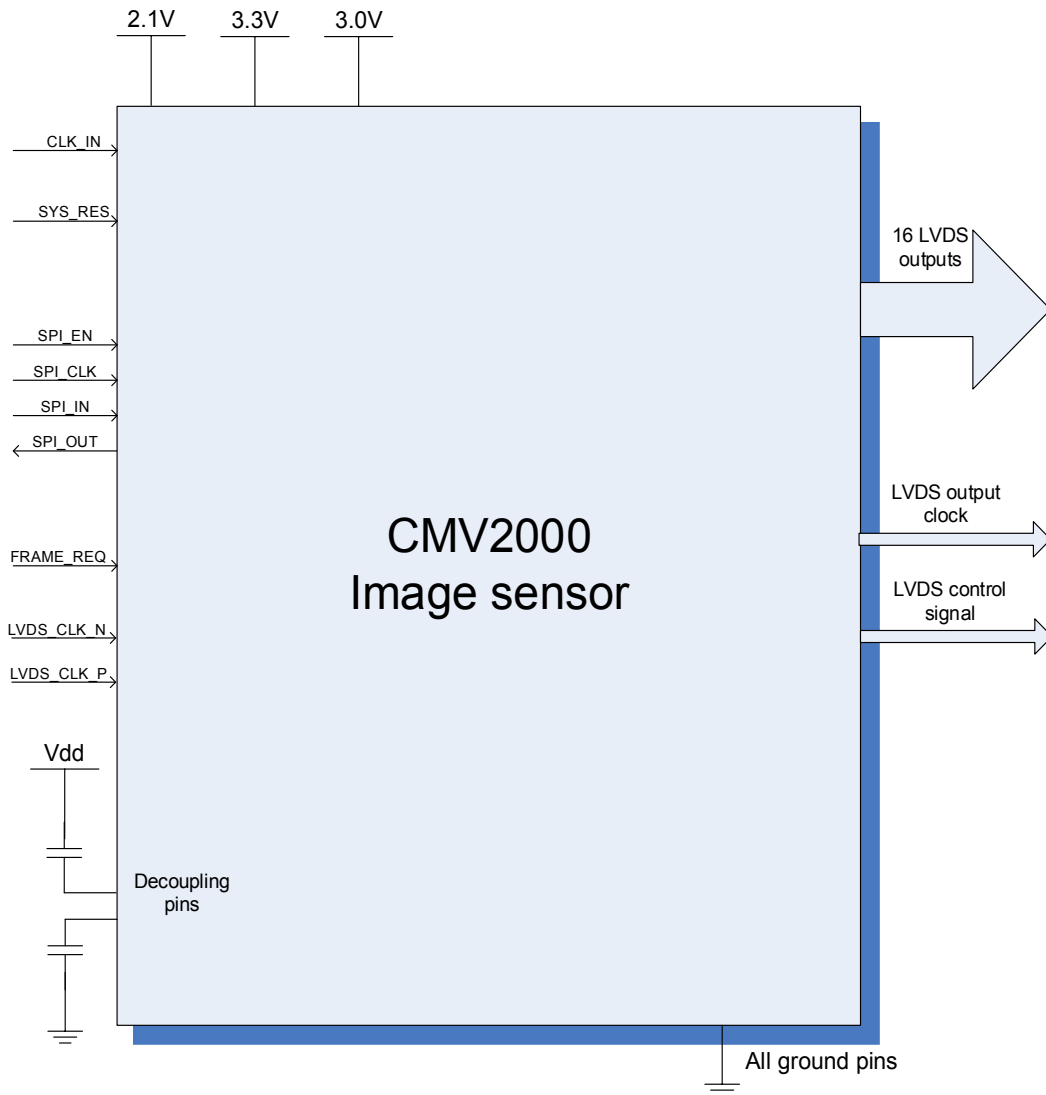 2.1V
3.3V
3.0V
CLK_IN
SYS_RES
SPI_EN
SPI_CLK
SPI_IN
SPI_OUT
FRAME_REQ
LVDS_CLK_N
LVDS_CLK_P
Vdd
Decoupling
pins
CMV2000
Image sensor
16 LVDS
outputs
LVDS output
clock
LVDS control
signal
All ground pins